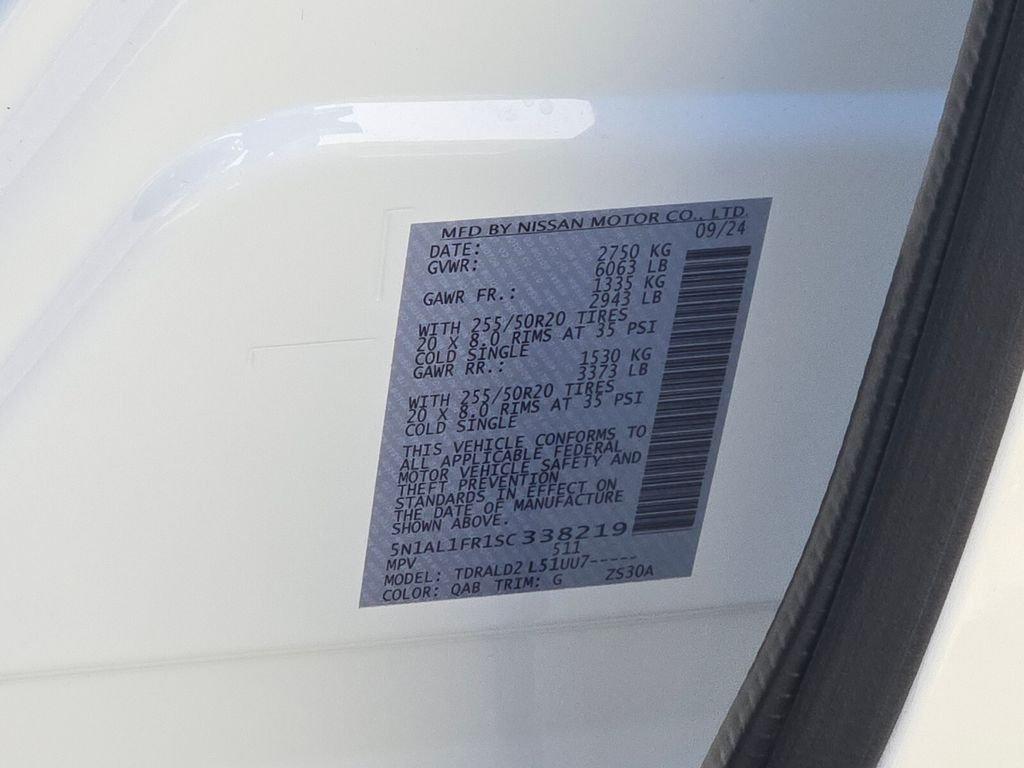 MFD BY NISSAN MOTOR CO., LTD.
DATE: 09/24
GVWR: 2750 KG
6063 LB
GAWR FR.: 1335 KG
2943 LB
WITH 255/50R20 TIRES
20 X 8.0 RIMS AT 35 PSI
COLD SINGLE
GAWR RR.: 1530 KG
3373 LB
WITH 255/50R20 TIRES
20 X 8.0 RIMS AT 35 PSI
COLD SINGLE
THIS VEHICLE CONFORMS TO
ALL APPLICABLE FEDERAL
MOTOR VEHICLE SAFETY AND
THEFT PREVENTION
STANDARDS IN EFFECT ON
THE DATE OF MANUFACTURE
SHOWN ABOVE.
5N1AL1FR1SC338219
MPV 511
MODEL: TDRALD2 L51UU7-----
COLOR: QAB TRIM: G ZS30A